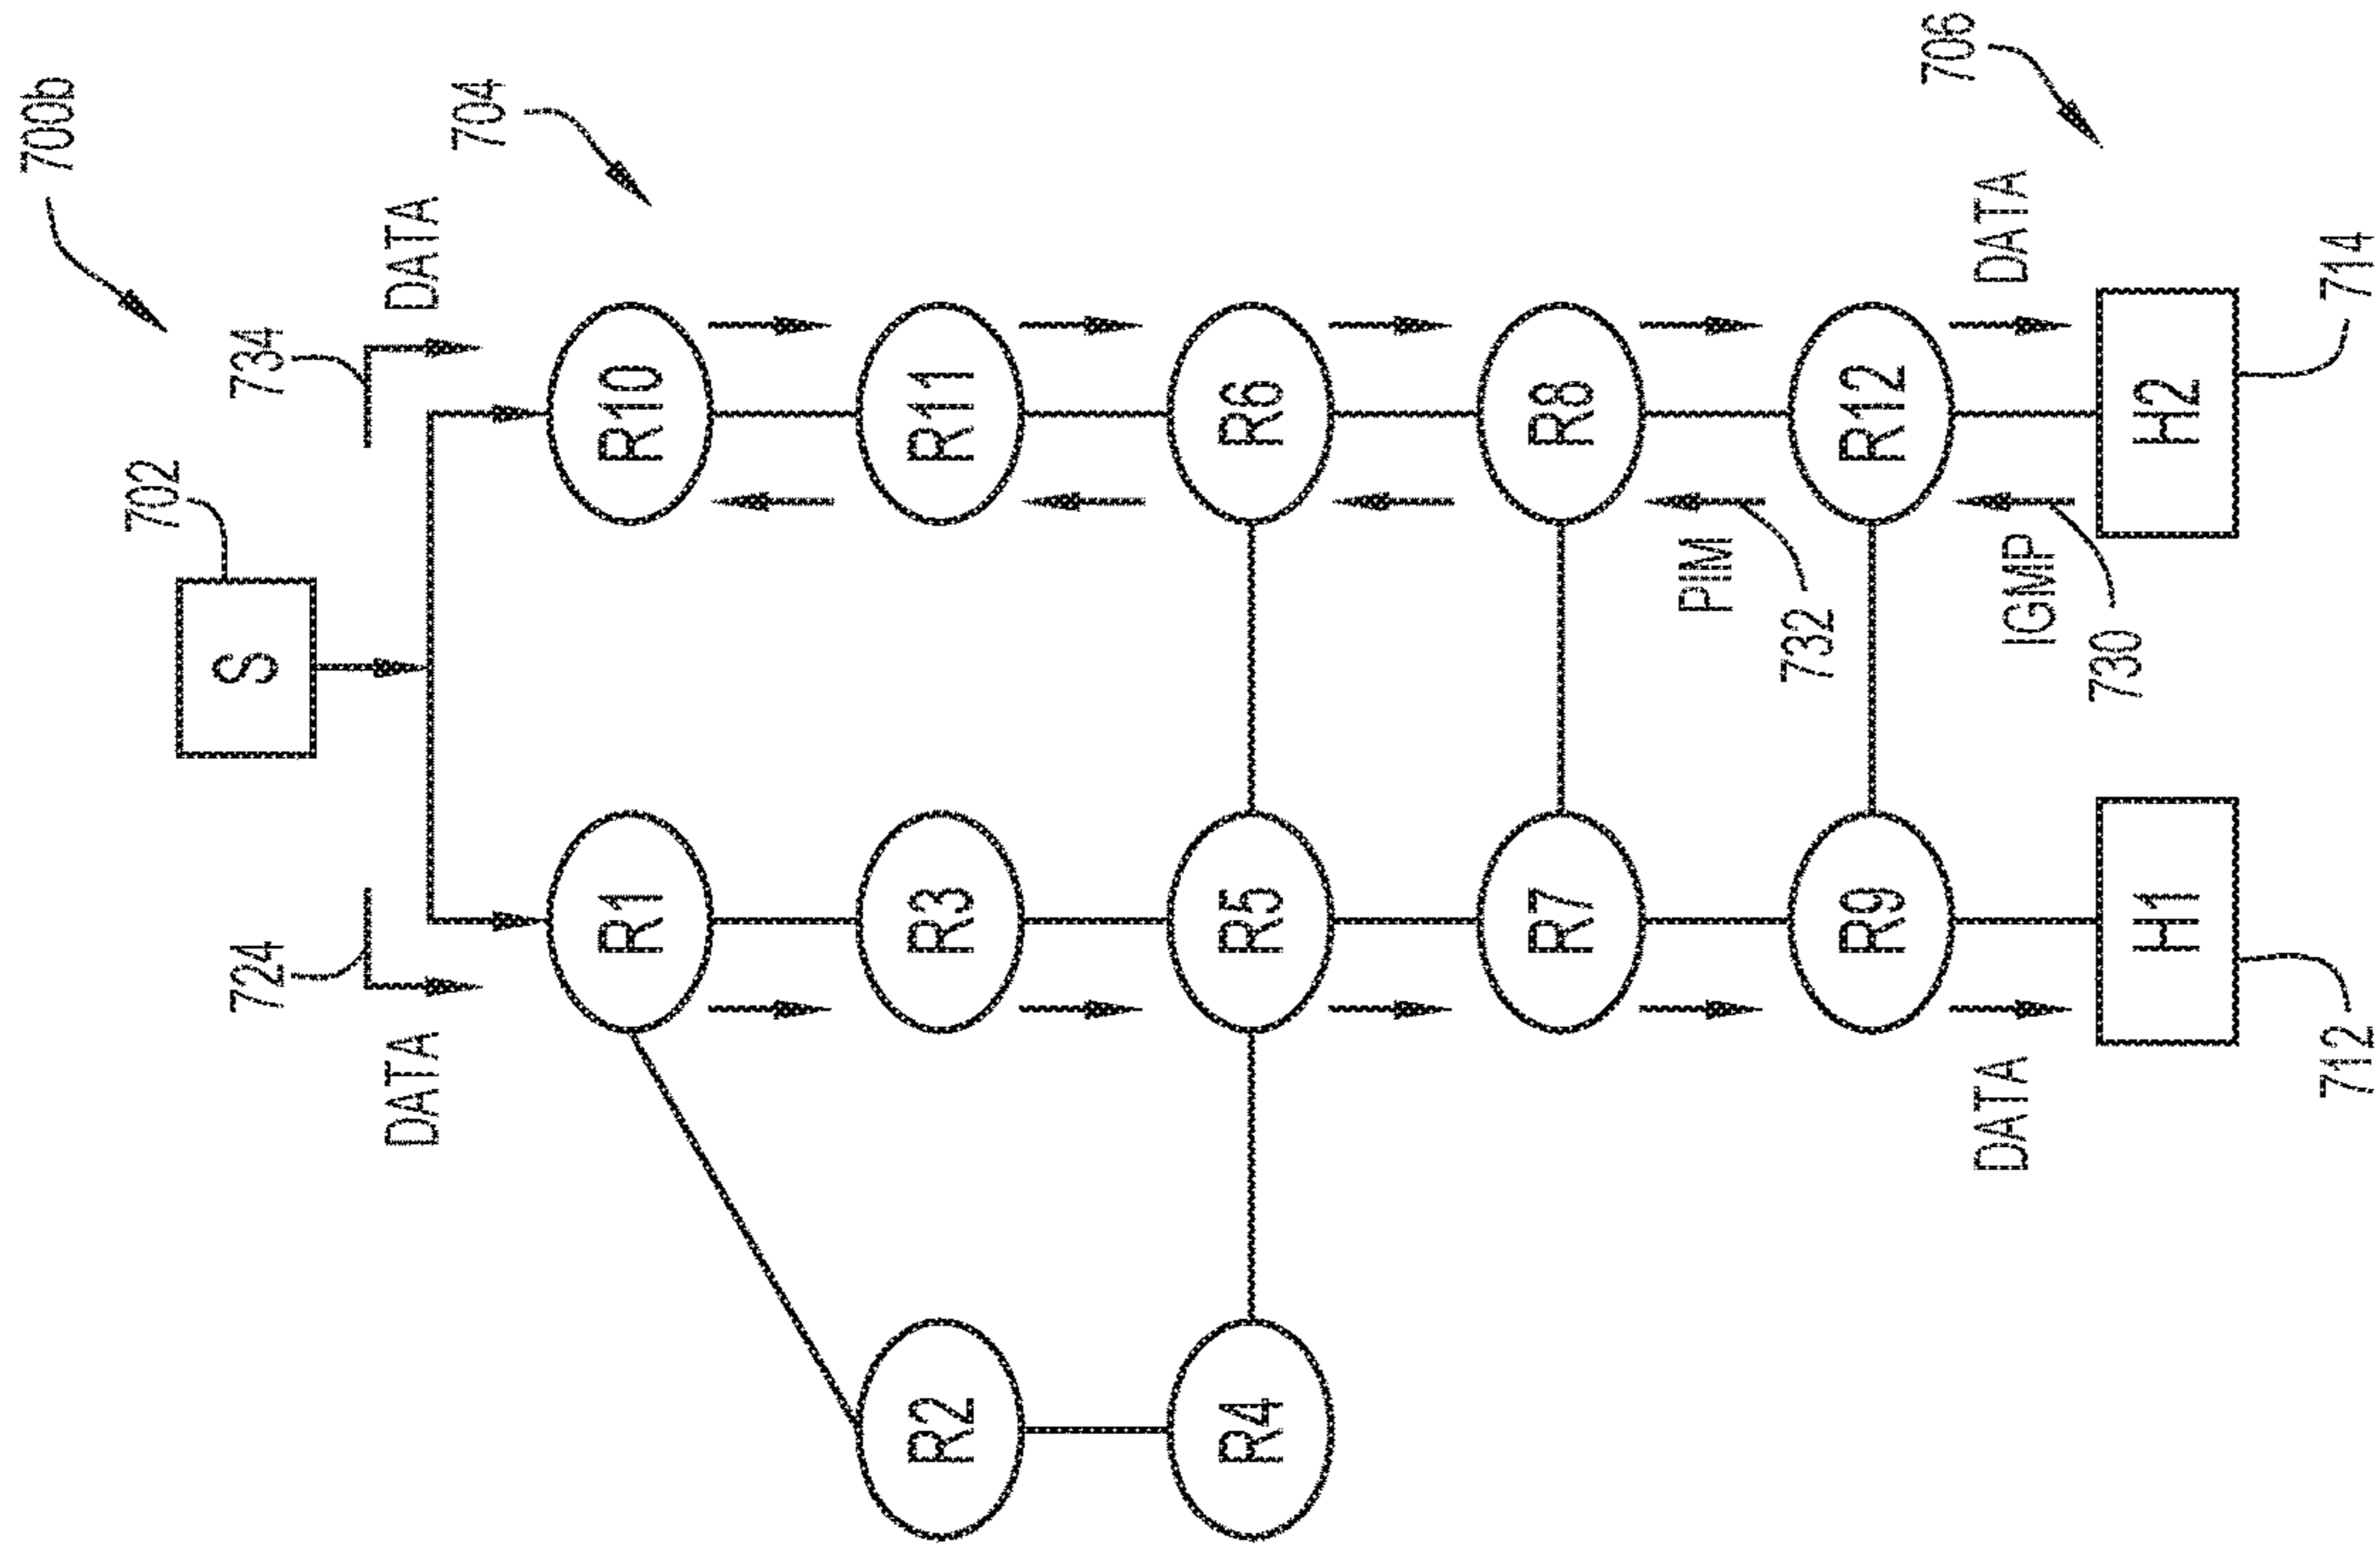 700b
702
S
734
724
DATA
DATA
704
R1
R10
R2
R3
R11
R4
R5
R6
R7
R8
PIM
732
R9
R12
706
DATA
IGMP
730
DATA
H1
H2
712
714